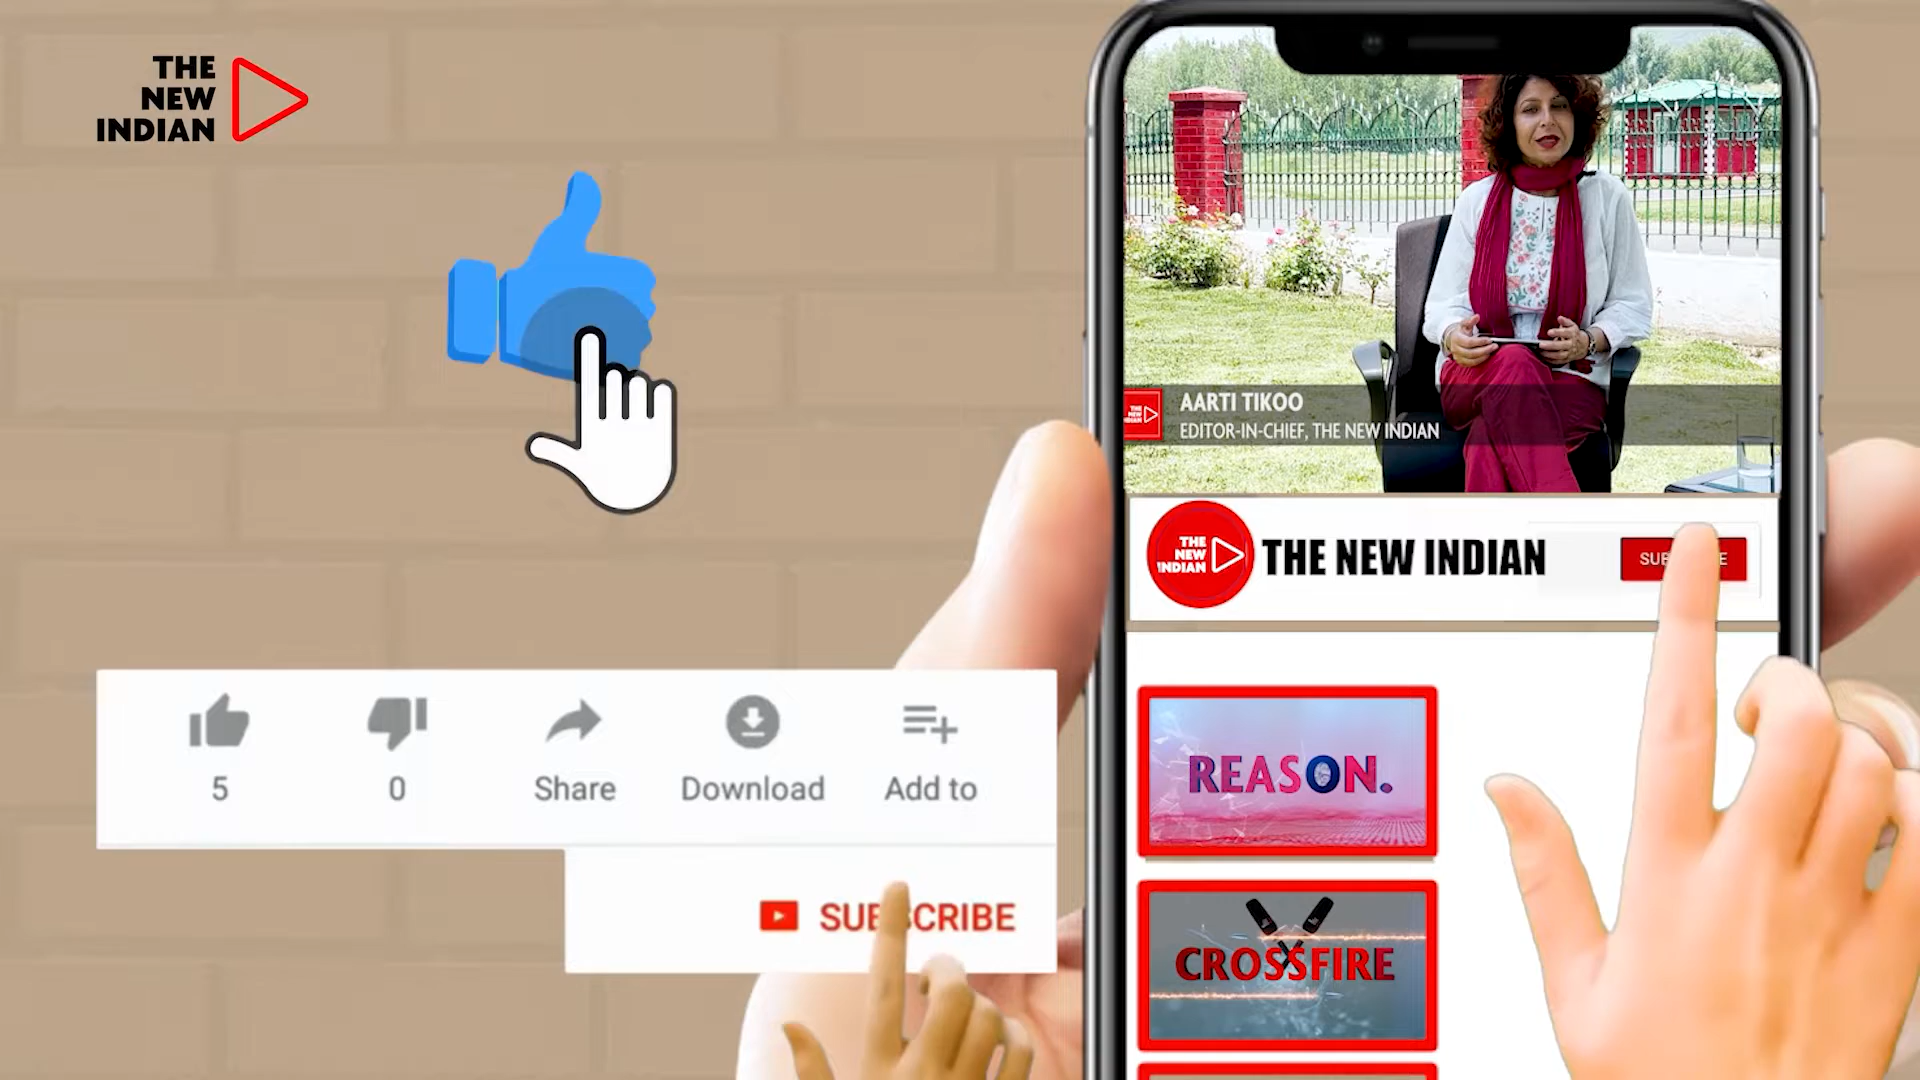 THE
NEW
INDIAN
AARTI TIKOO
EDITOR-IN-CHIEF, THE NEW INDIAN
THE
NEW
INDIAN
THE NEW INDIAN
REASON.
CROSSFIRE
5
0
Share
Download
Add to
SUBSCRIBE